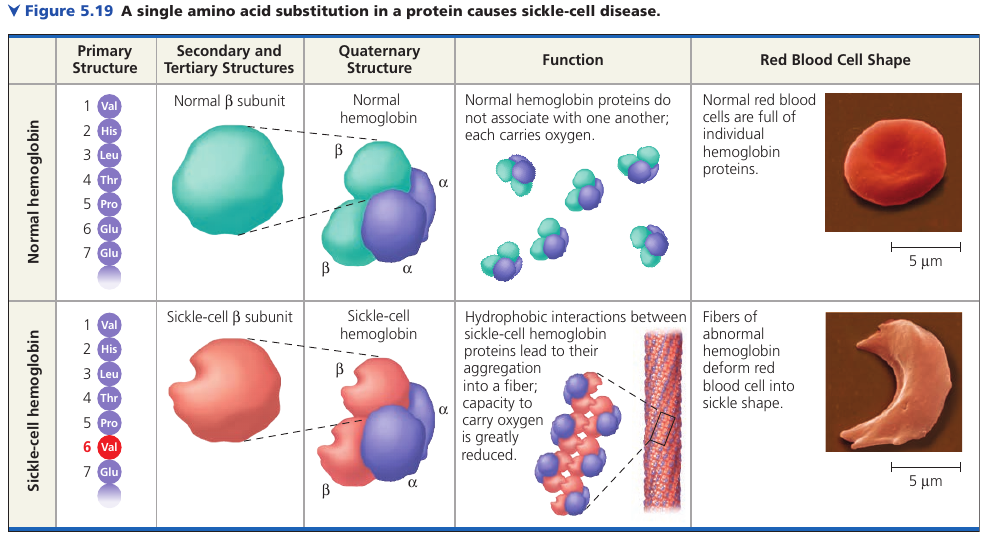 Figure 5.19 A single amino acid substitution in a protein causes sickle-cell disease.
Primary
Structure
Secondary and
Tertiary Structures
Quaternary
Structure
Function
Red Blood Cell Shape
Normal hemoglobin
1 Val
2 His
3 Leu
4 Thr
5 Pro
6 Glu
7 Glu
Normal β subunit
Normal
hemoglobin
β
α
β
α
Normal hemoglobin proteins do
not associate with one another;
each carries oxygen.
Normal red blood
cells are full of
individual
hemoglobin
proteins.
5 μm
Sickle-cell hemoglobin
1 Val
2 His
3 Leu
4 Thr
5 Pro
6 Val
7 Glu
Sickle-cell β subunit
Sickle-cell
hemoglobin
β
α
β
α
Hydrophobic interactions between
sickle-cell hemoglobin
proteins lead to their
aggregation
into a fiber;
capacity to
carry oxygen
is greatly
reduced.
Fibers of
abnormal
hemoglobin
deform red
blood cell into
sickle shape.
5 μm